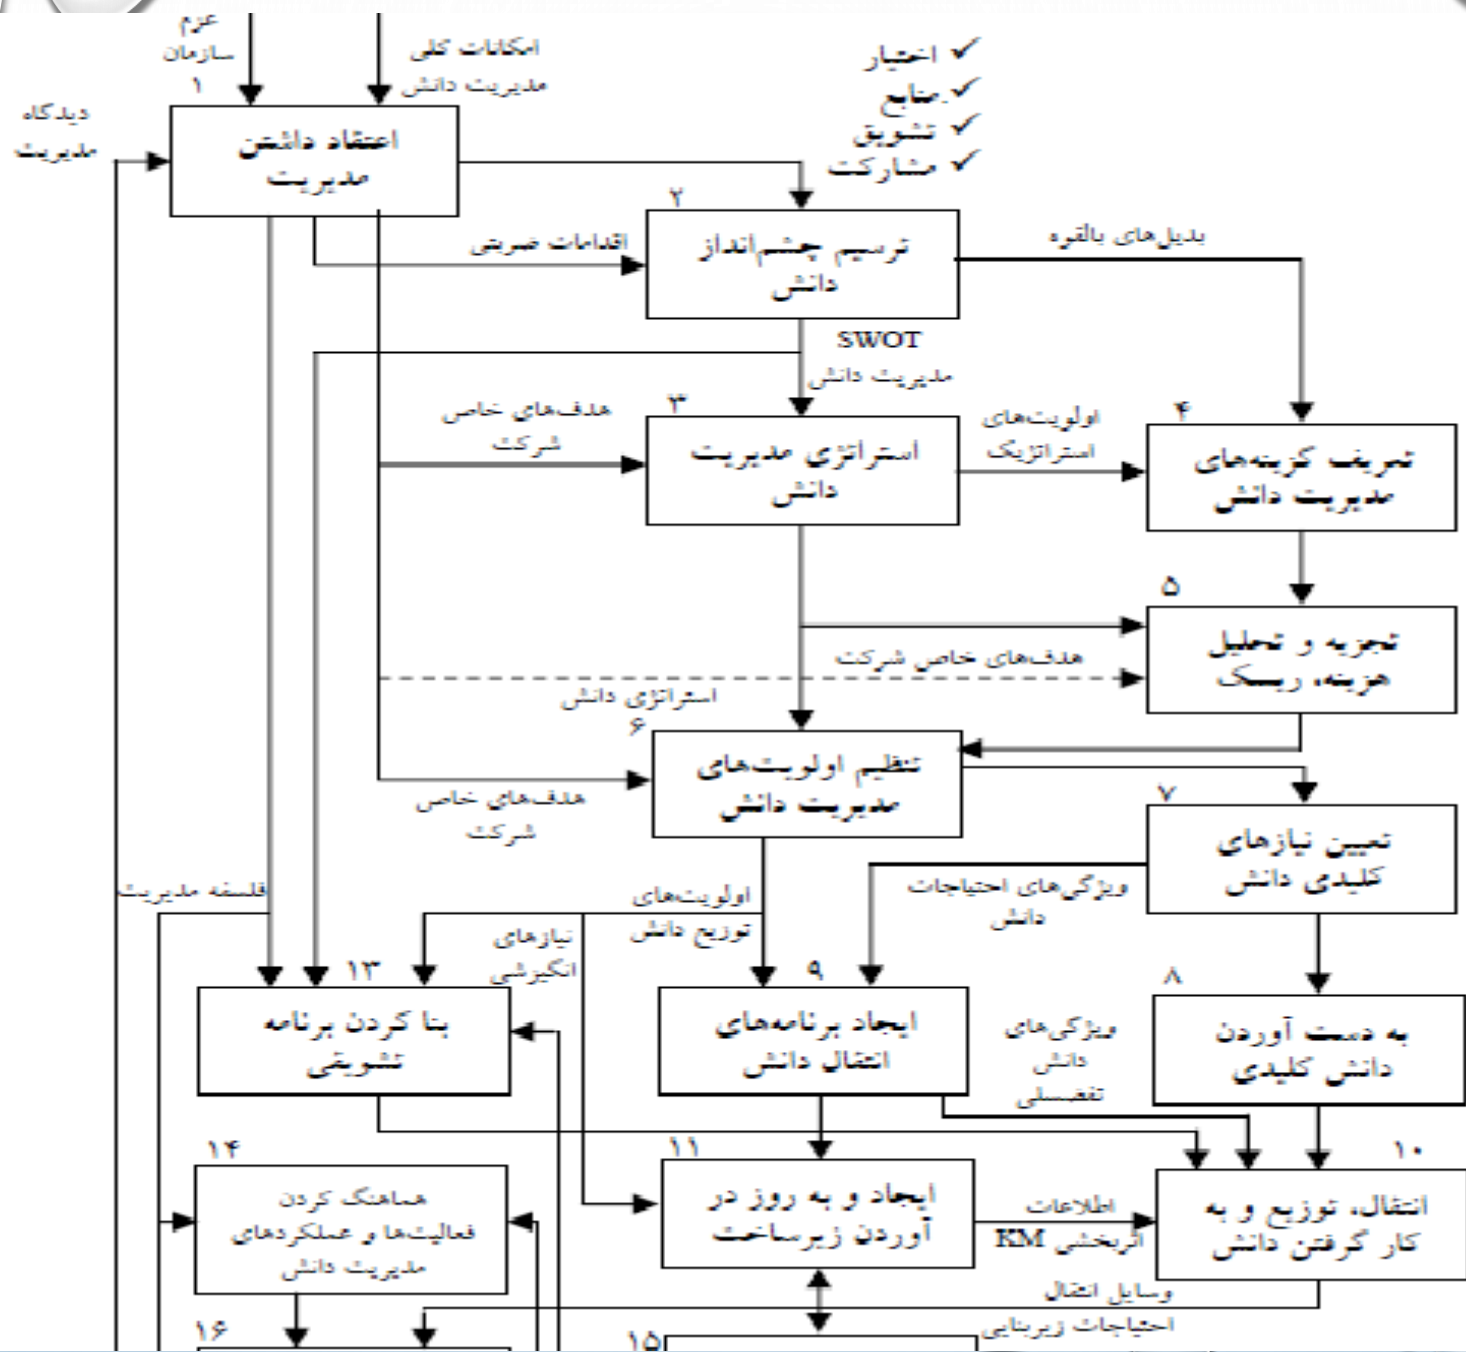 عزم
سازمان
امکانات کلی
مدیریت دانش
✓ اختیار
✓ منابع
✓ تشویق
✓ مشارکت
دیدگاه
مدیریت
۱
اعتقاد داشتن
مدیریت
۲
ترسیم چشم‌انداز
دانش
اقدامات ضربتی
بدیل‌های بالقوه
SWOT
مدیریت دانش
هدف‌های خاص
شرکت
۳
استراتژی مدیریت
دانش
اولویت‌های
استراتژیک
۴
تعریف گزینه‌های
مدیریت دانش
۵
تجزیه و تحلیل
هزینه، ریسک
هدف‌های خاص شرکت
استراتژی دانش
۶
تنظیم اولویت‌های
مدیریت دانش
هدف‌های خاص
شرکت
۷
تعیین نیازهای
کلیدی دانش
فلسفه مدیریت
اولویت‌های
توزیع دانش
ویژگی‌های احتیاجات
دانش
نیازهای
انگیزشی
۸
به دست آوردن
دانش کلیدی
۹
ایجاد برنامه‌های
انتقال دانش
ویژگی‌های
دانش
تفضسلی
۱۳
بنا کردن برنامه
تشویقی
۱۰
انتقال، توزیع و به
کار گرفتن دانش
۱۱
ایجاد و به روز در
آوردن زیرساخت
اطلاعات
اثربخشی KM
۱۴
هماهنگ کردن
فعالیت‌ها و عملکردهای
مدیریت دانش
وسایل انتقال
احتیاجات زیربنایی
۱۵
۱۶